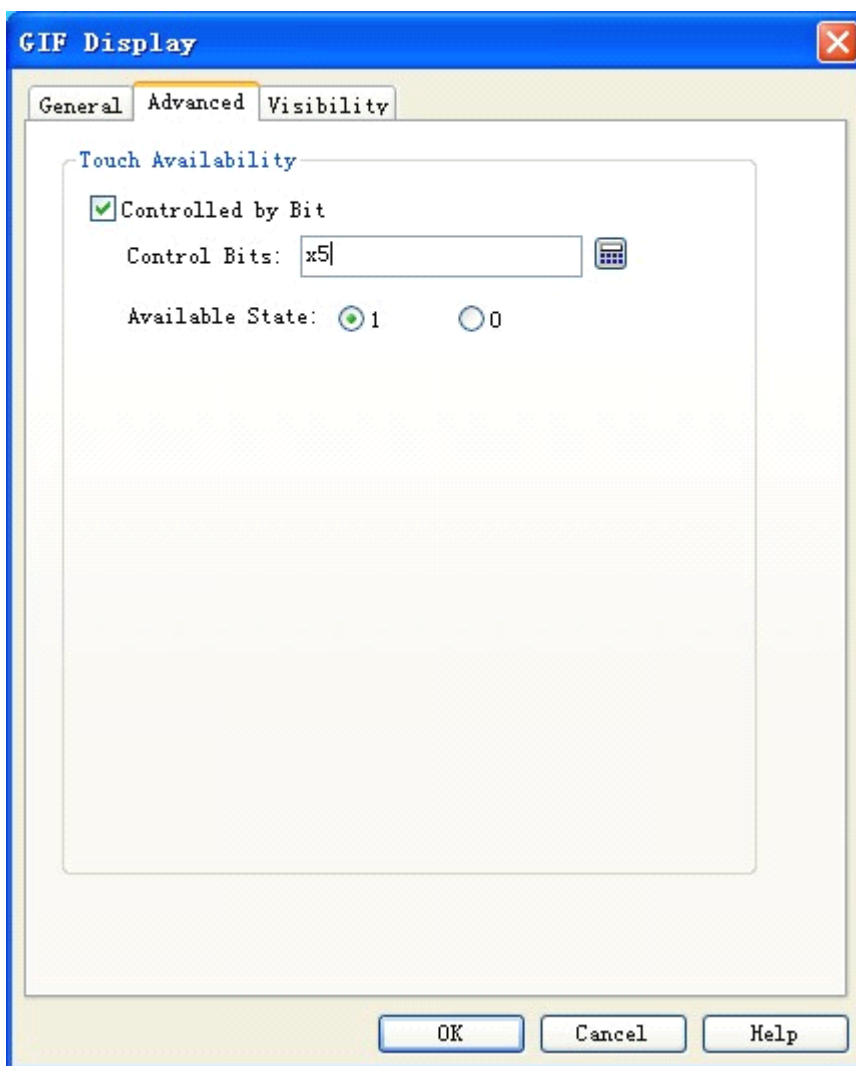 GIF Display
General Advanced Visibility
Touch Availability
Controlled by Bit
Control Bits: x5
Available State: 1 0
OK Cancel Help